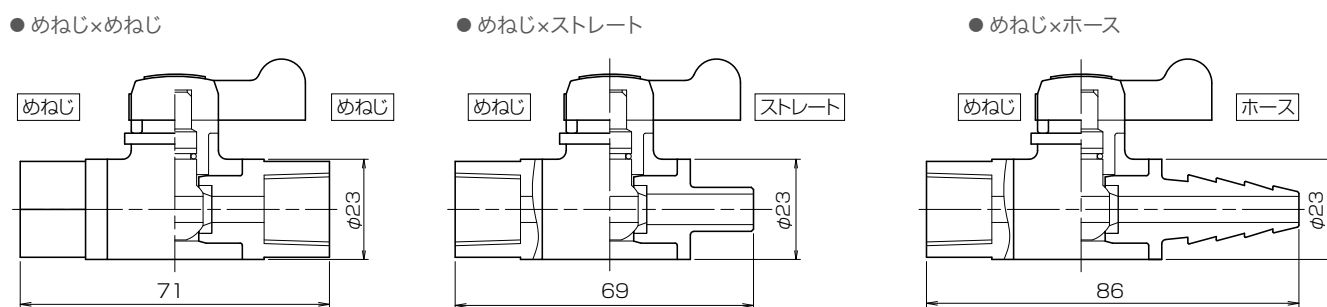 ● めねじ×めねじ
● めねじ×ストレート
● めねじ×ホース
めねじ
めねじ
φ23
71
めねじ
ストレート
φ23
69
めねじ
ホース
φ23
86